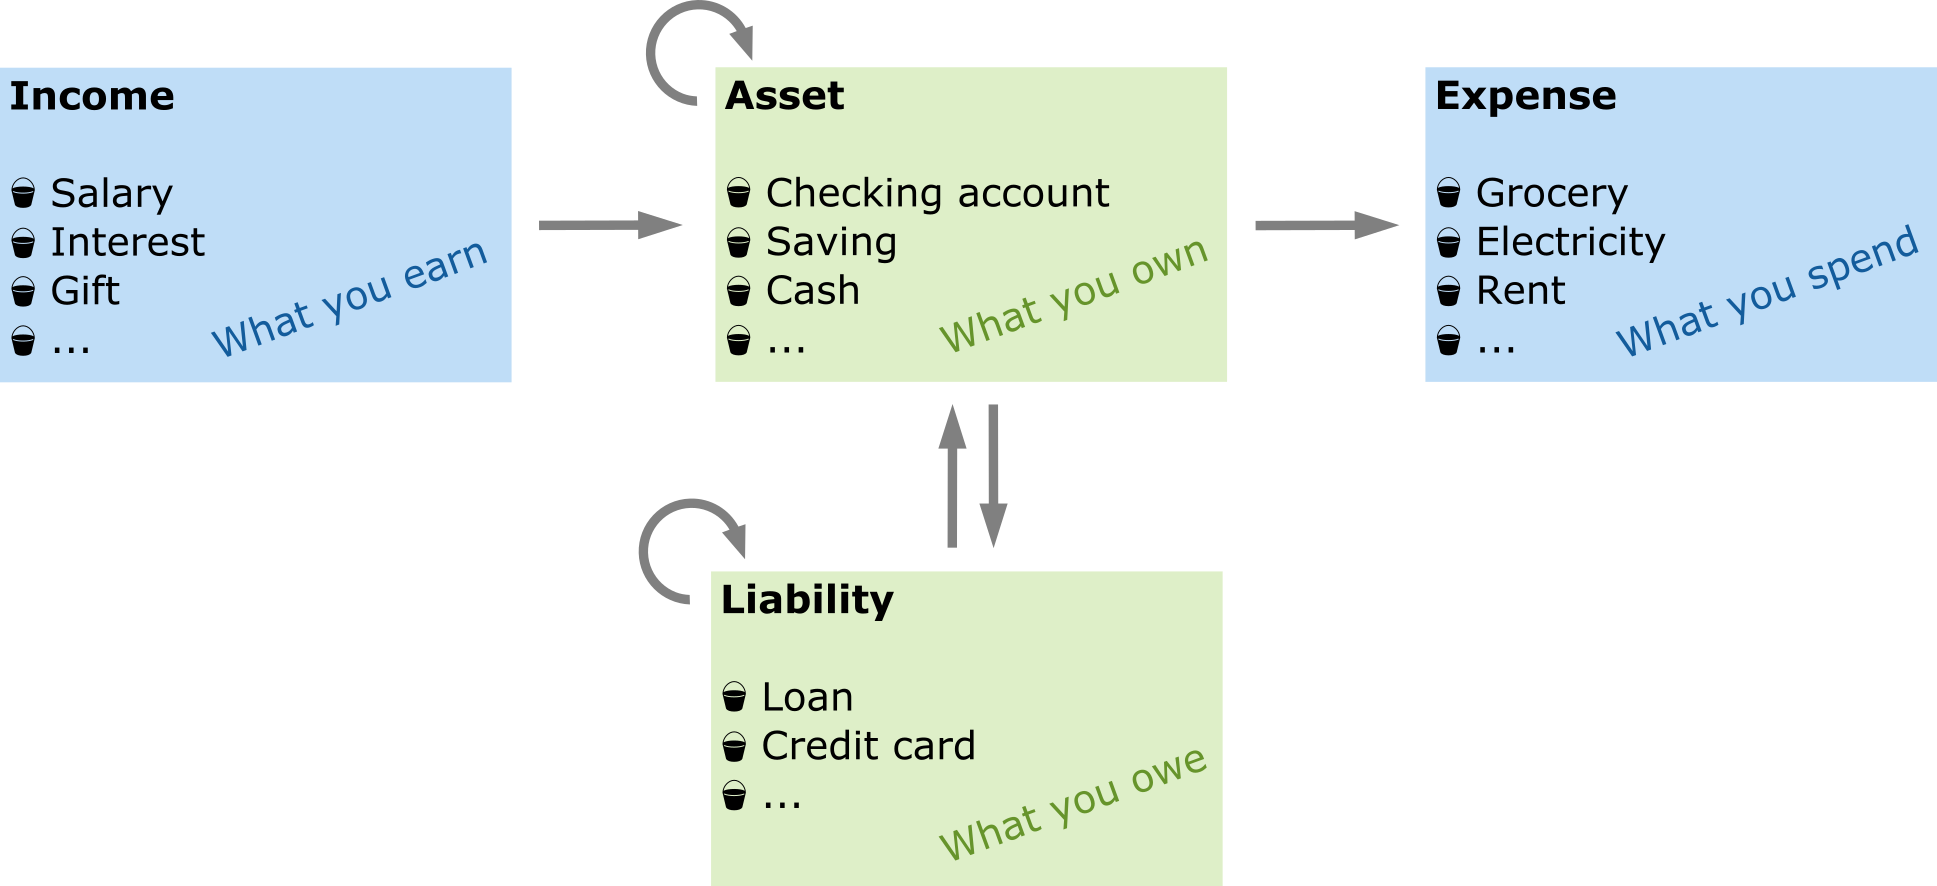 Income
Salary
Interest
Gift
...
What you earn
Asset
Checking account
Saving
Cash
...
What you own
Expense
Grocery
Electricity
Rent
...
What you spend
Liability
Loan
Credit card
...
What you owe